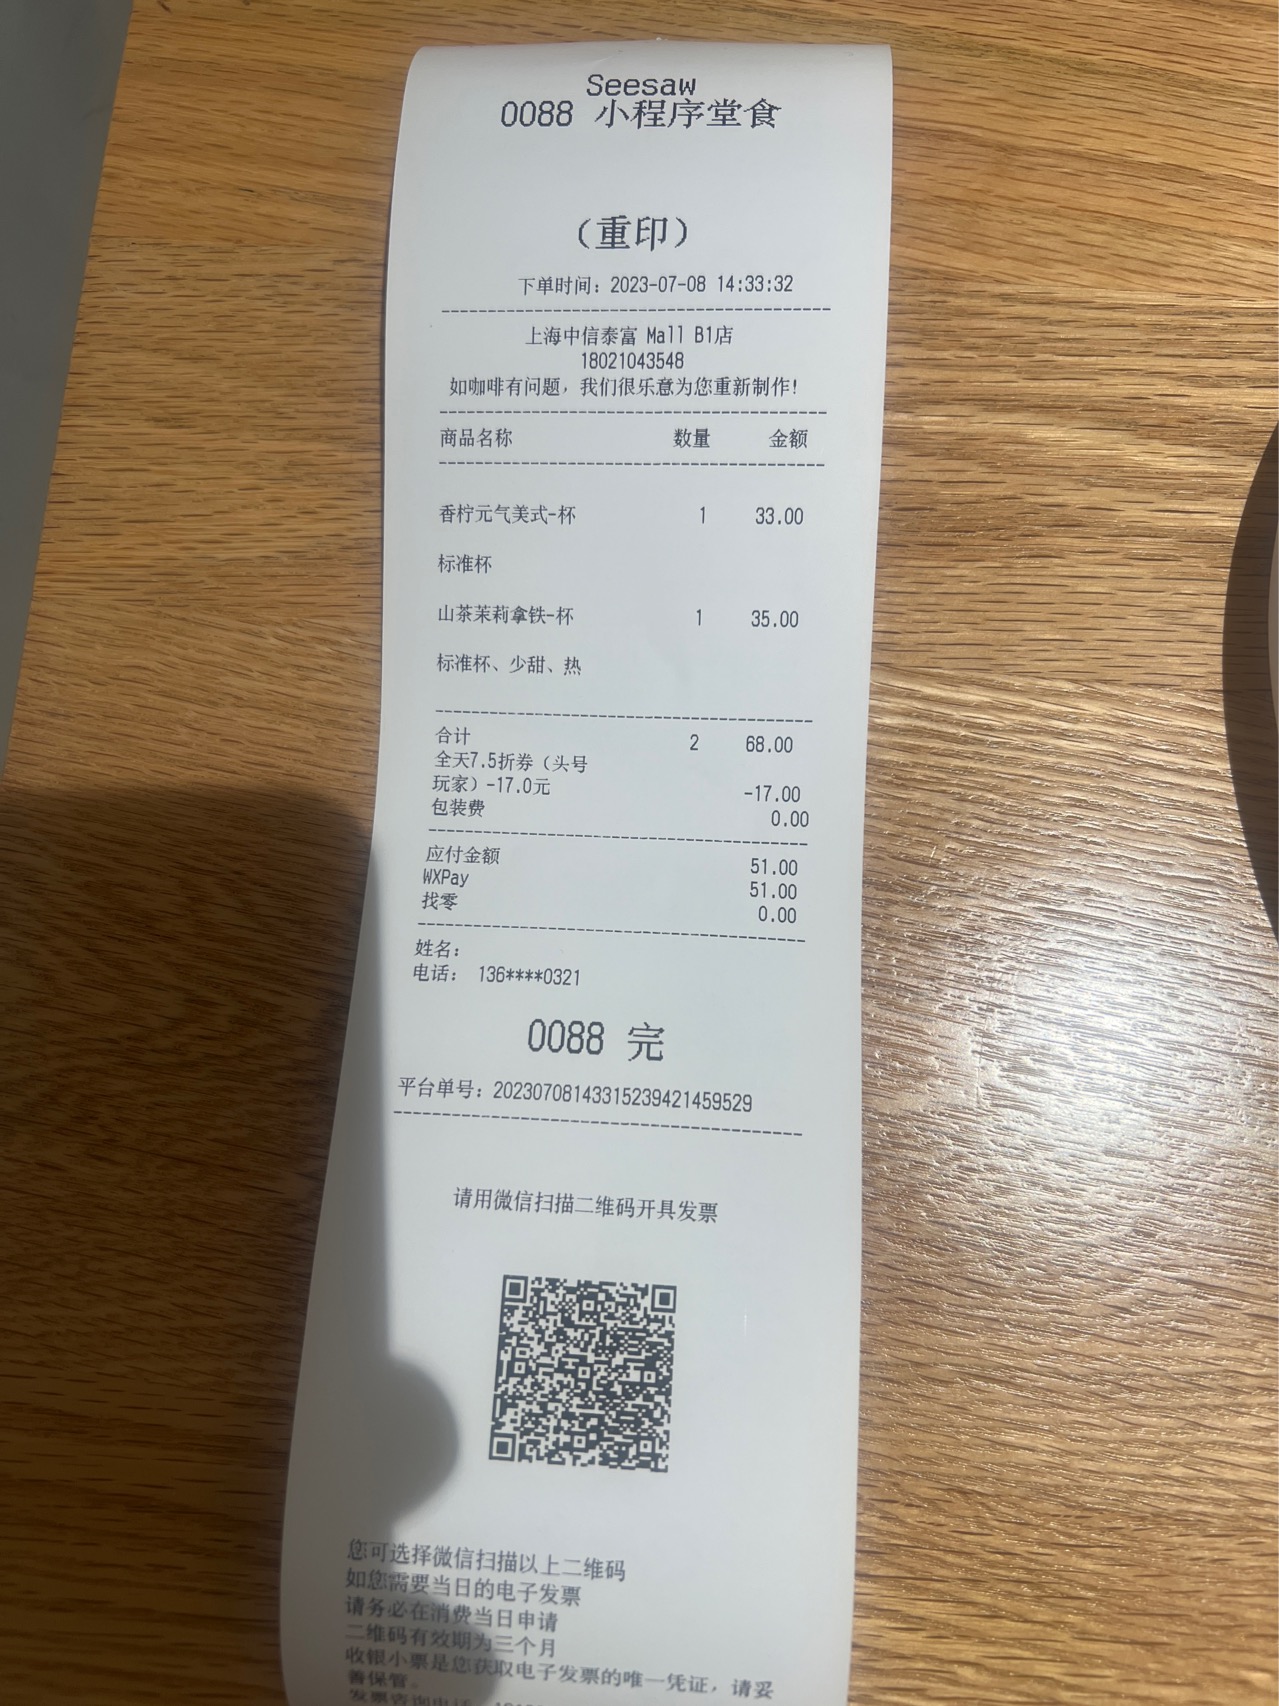 Seesaw
0088 小程序堂食
（重印）
下单时间：2023-07-08 14:33:32
上海中信泰富 Mall B1店
18021043548
如咖啡有问题，我们很乐意为您重新制作！
商品名称 数量 金额
香柠元气美式-杯 1 33.00
标准杯
山茶茉莉拿铁-杯 1 35.00
标准杯、少甜、热
合计 2 68.00
全天7.5折券（头号
玩家）-17.0元 -17.00
包装费 0.00
应付金额 51.00
WXPay 51.00
找零 0.00
姓名：
电话： 136****0321
0088 完
平台单号：20230708143315239421459529
请用微信扫描二维码开具发票
您可选择微信扫描以上二维码
如您需要当日的电子发票
请务必在消费当日申请
二维码有效期为三个月
收银小票是您获取电子发票的唯一凭证，请妥
善保管。
发票咨询电话：